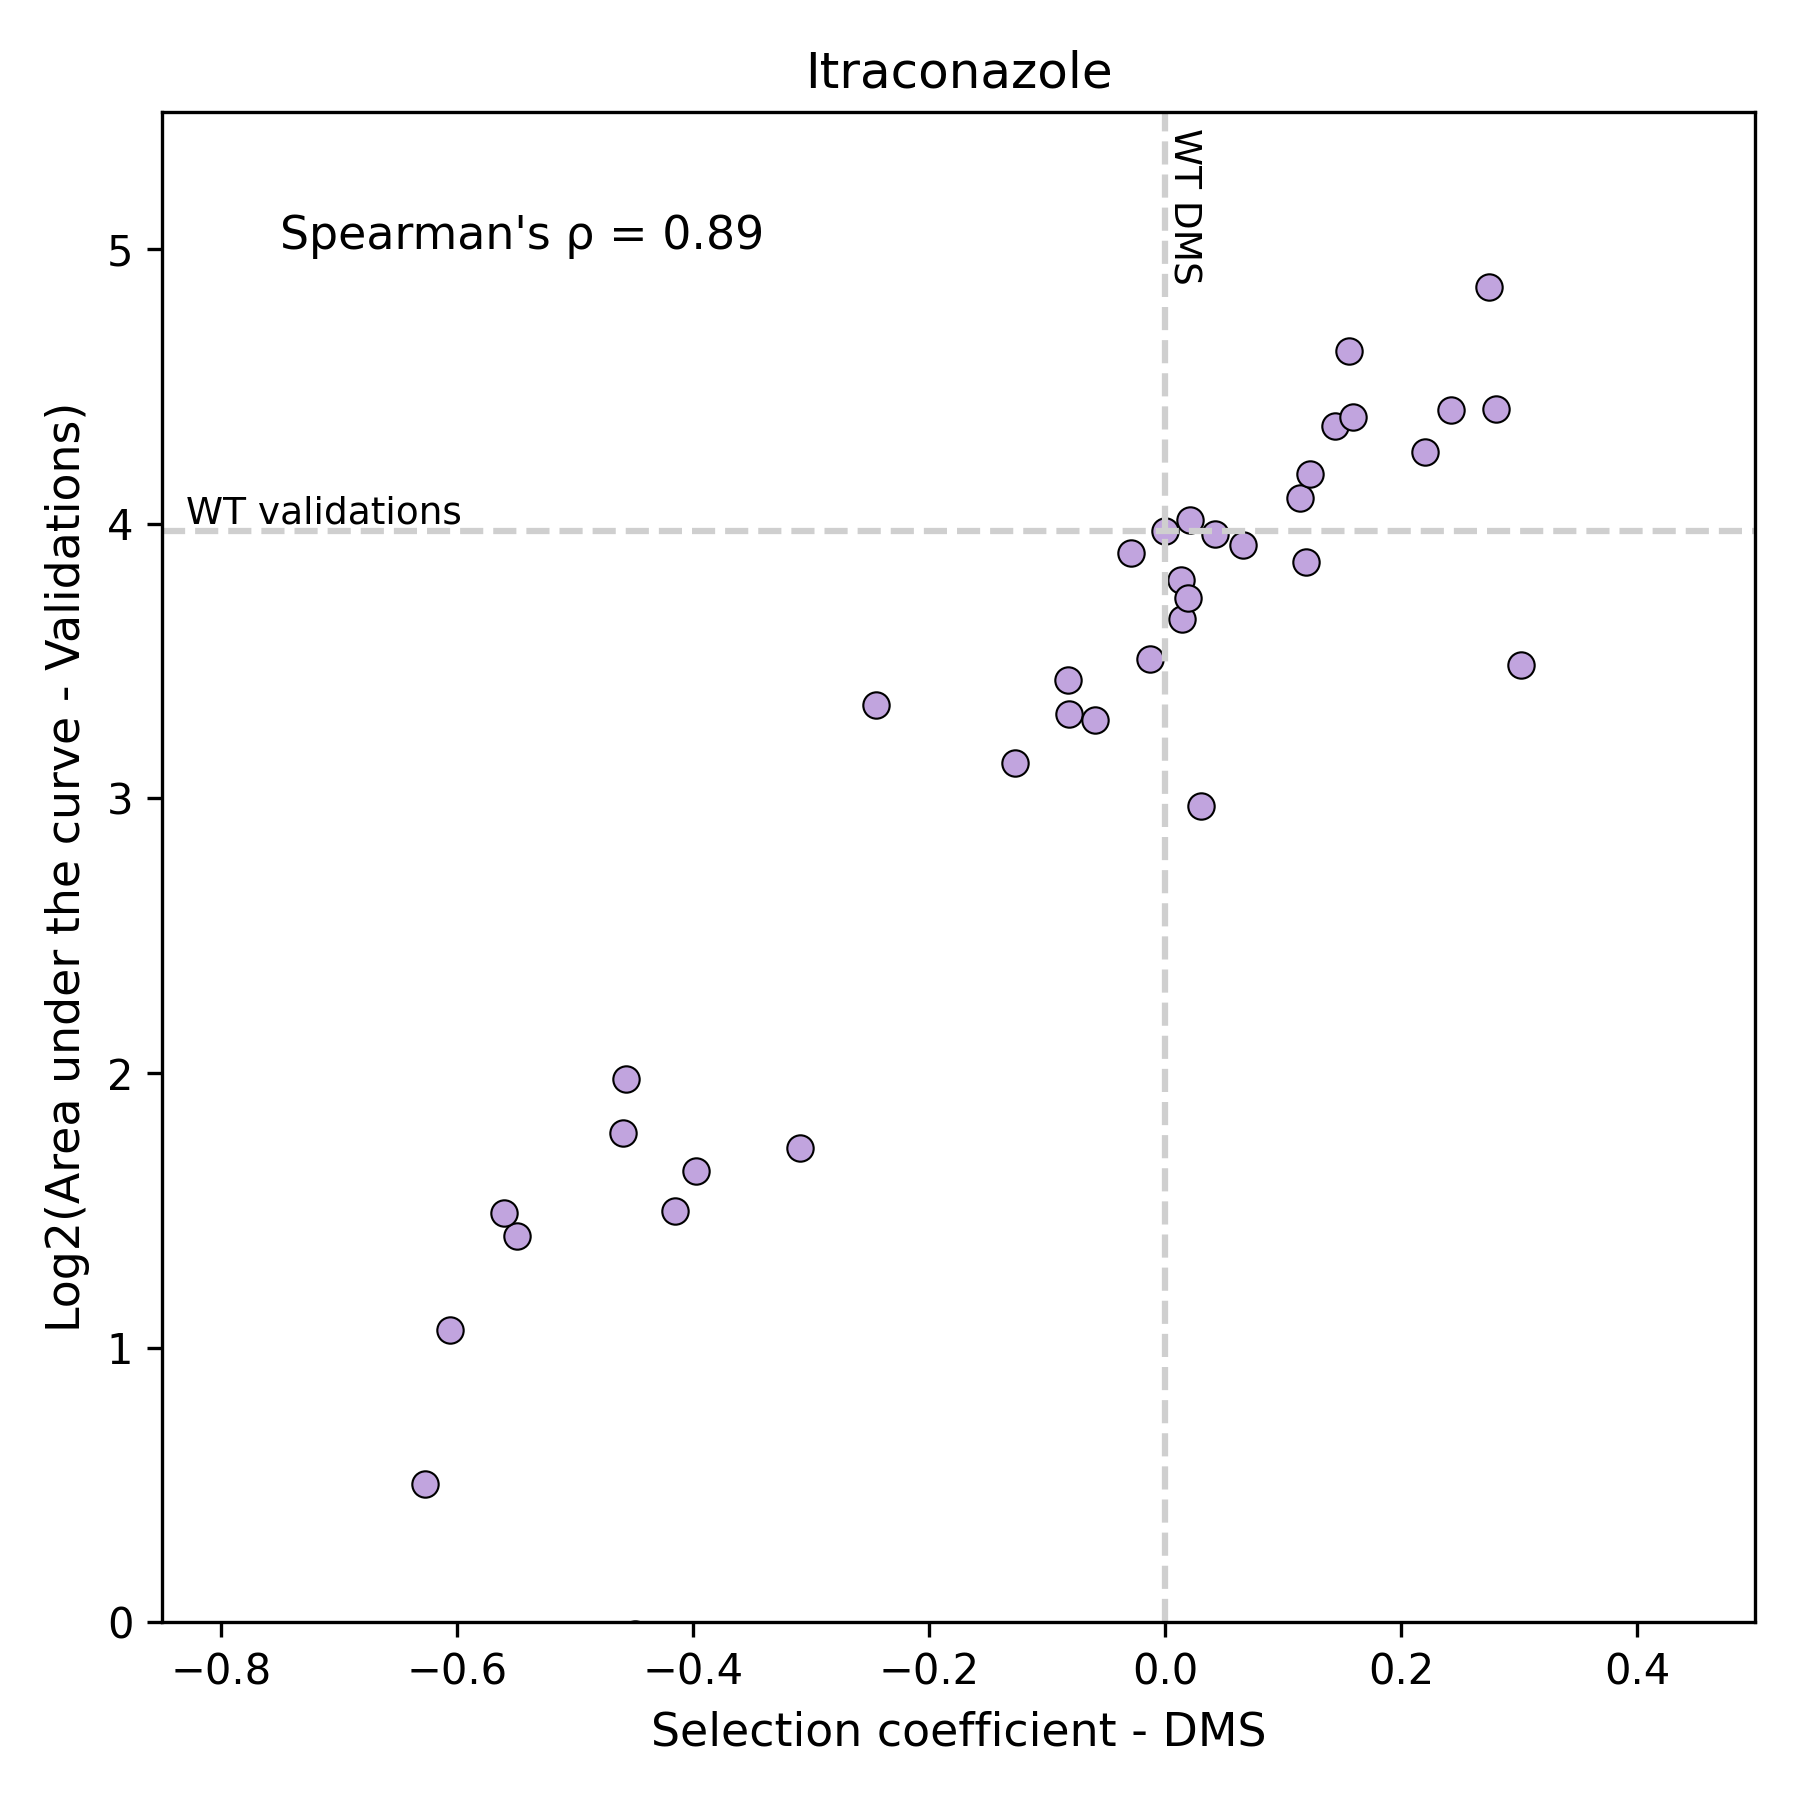 Itraconazole
Spearman's ρ = 0.89
WT DMS
WT validations
Log2(Area under the curve - Validations)
5
4
3
2
1
0
−0.8 −0.6 −0.4 −0.2 0.0 0.2 0.4
Selection coefficient - DMS